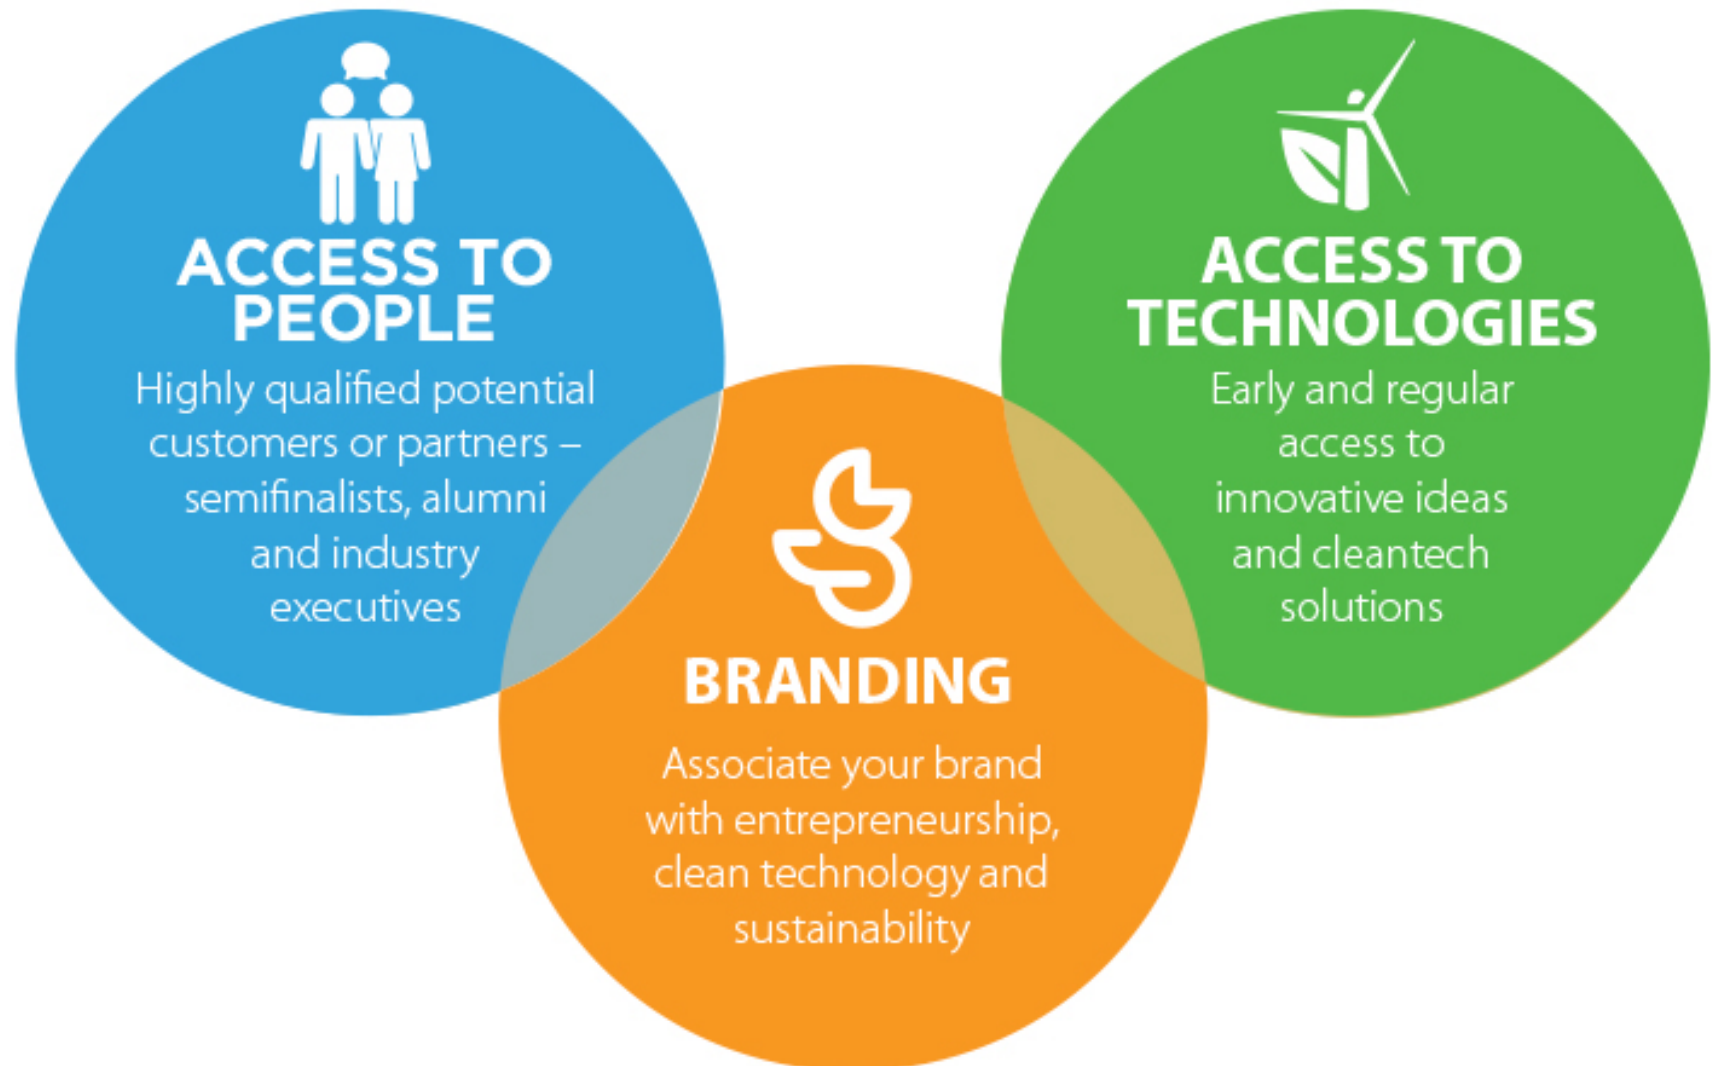 ACCESS TO
PEOPLE
Highly qualified potential
customers or partners –
semifinalists, alumni
and industry
executives
ACCESS TO
TECHNOLOGIES
Early and regular
access to
innovative ideas
and cleantech
solutions
BRANDING
Associate your brand
with entrepreneurship,
clean technology and
sustainability